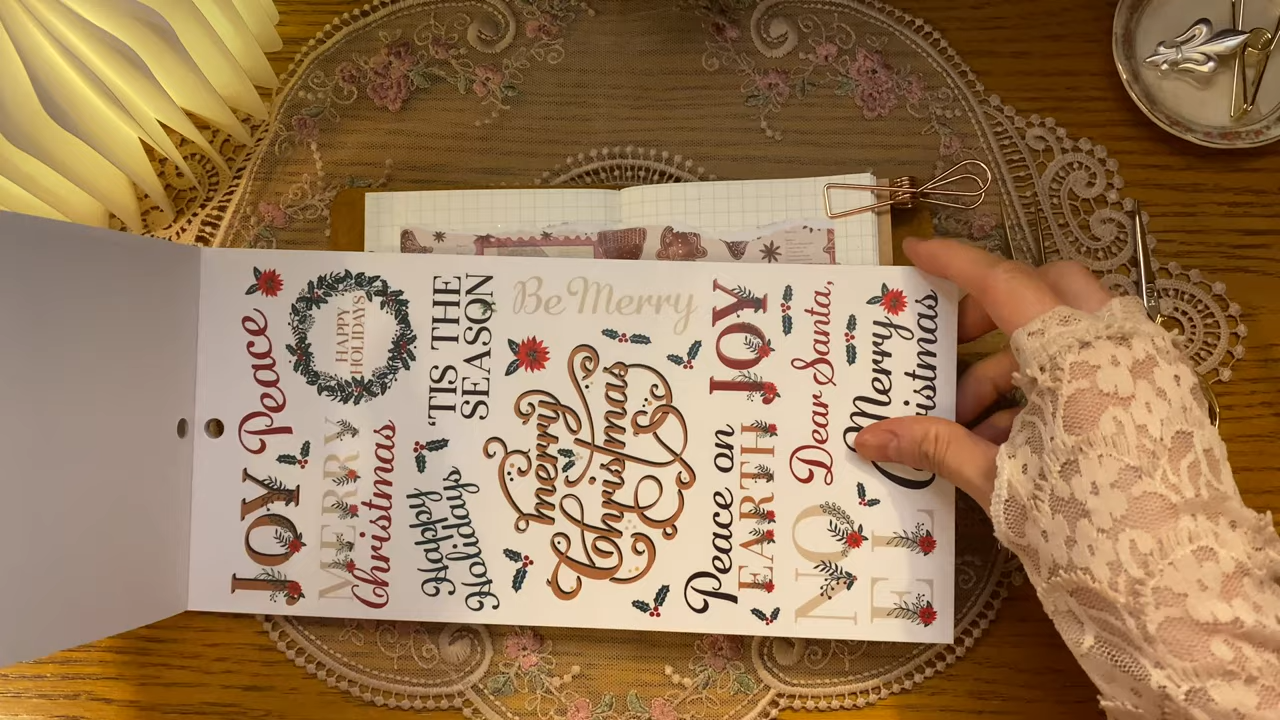 JOY
Peace
MERRY
Christmas
HAPPY
HOLIDAYS
'TIS THE
SEASON
Happy
Holidays
Be Merry
merry
Christmas
JOY
Peace on
EARTH
Dear Santa,
NO
EL
Merry
Christmas